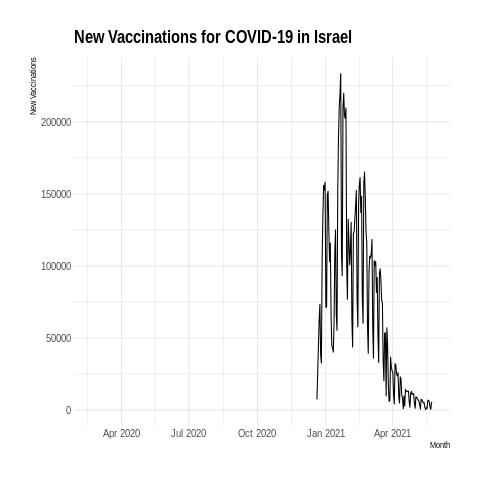 New Vaccinations for COVID-19 in Israel
New Vaccinations
200000
150000
100000
50000
0
Apr 2020 Jul 2020 Oct 2020 Jan 2021 Apr 2021
Month